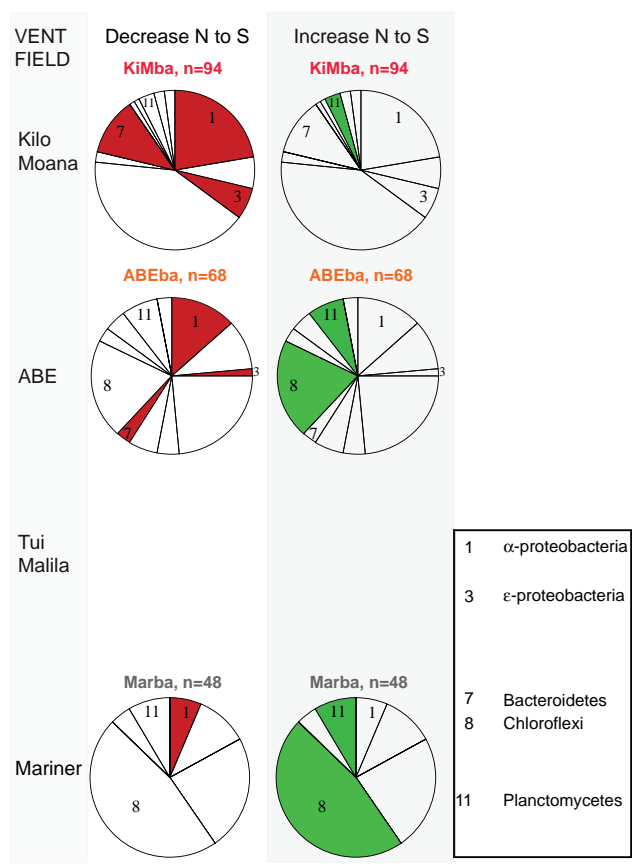 VENT
FIELD
Decrease N to S
Increase N to S
KiMba, n=94
KiMba, n=94
Kilo
Moana
1
3
7
11
1
3
7
11
ABEba, n=68
ABEba, n=68
ABE
1
3
7
8
11
1
3
7
8
11
Tui
Malila
Marba, n=48
Marba, n=48
Mariner
1
8
11
1
8
11
1 α-proteobacteria
3 ε-proteobacteria
7 Bacteroidetes
8 Chloroflexi
11 Planctomycetes